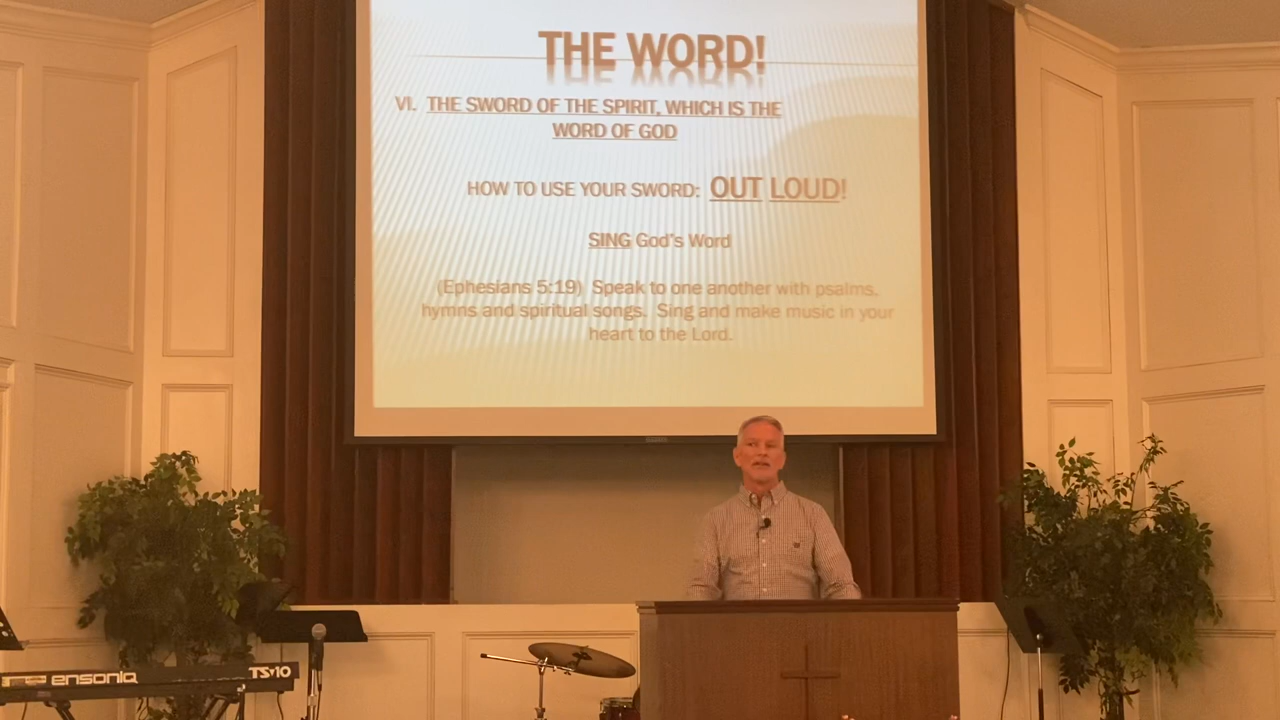 THE WORD!
VI. THE SWORD OF THE SPIRIT, WHICH IS THE
WORD OF GOD
HOW TO USE YOUR SWORD: OUT LOUD!
SING God's Word
(Ephesians 5:19) Speak to one another with psalms,
hymns and spiritual songs. Sing and make music in your
heart to the Lord.
ensoniq TS-10